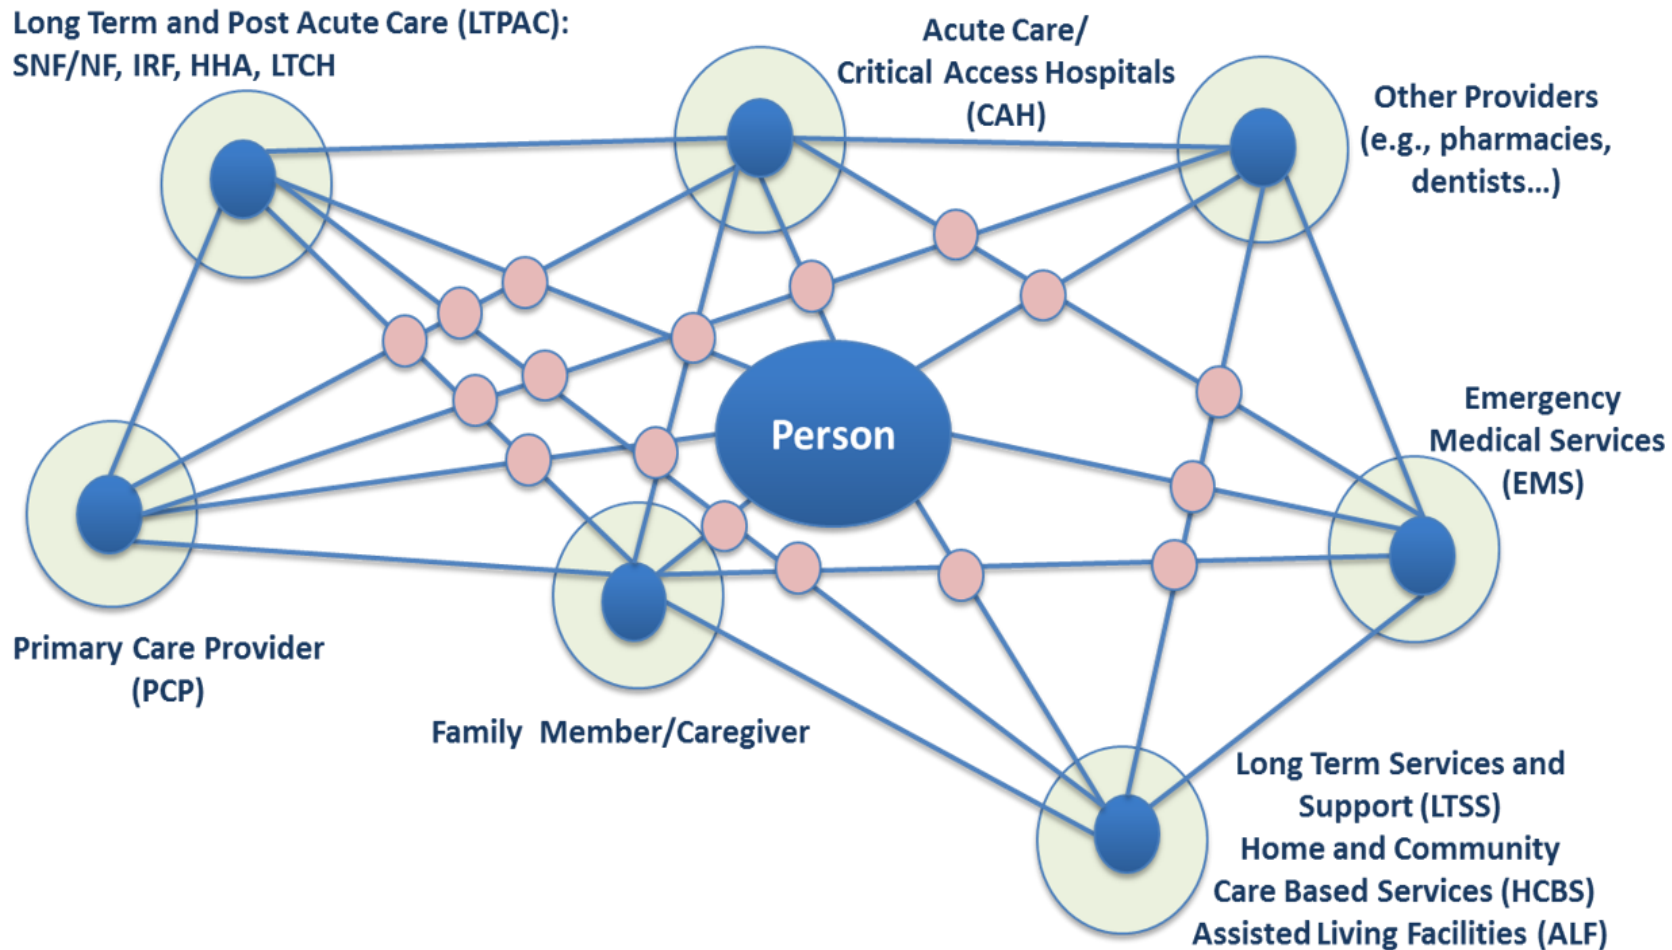 Long Term and Post Acute Care (LTPAC):
SNF/NF, IRF, HHA, LTCH
Acute Care/
Critical Access Hospitals
(CAH)
Other Providers
(e.g., pharmacies,
dentists...)
Person
Emergency
Medical Services
(EMS)
Primary Care Provider
(PCP)
Family Member/Caregiver
Long Term Services and
Support (LTSS)
Home and Community
Care Based Services (HCBS)
Assisted Living Facilities (ALF)